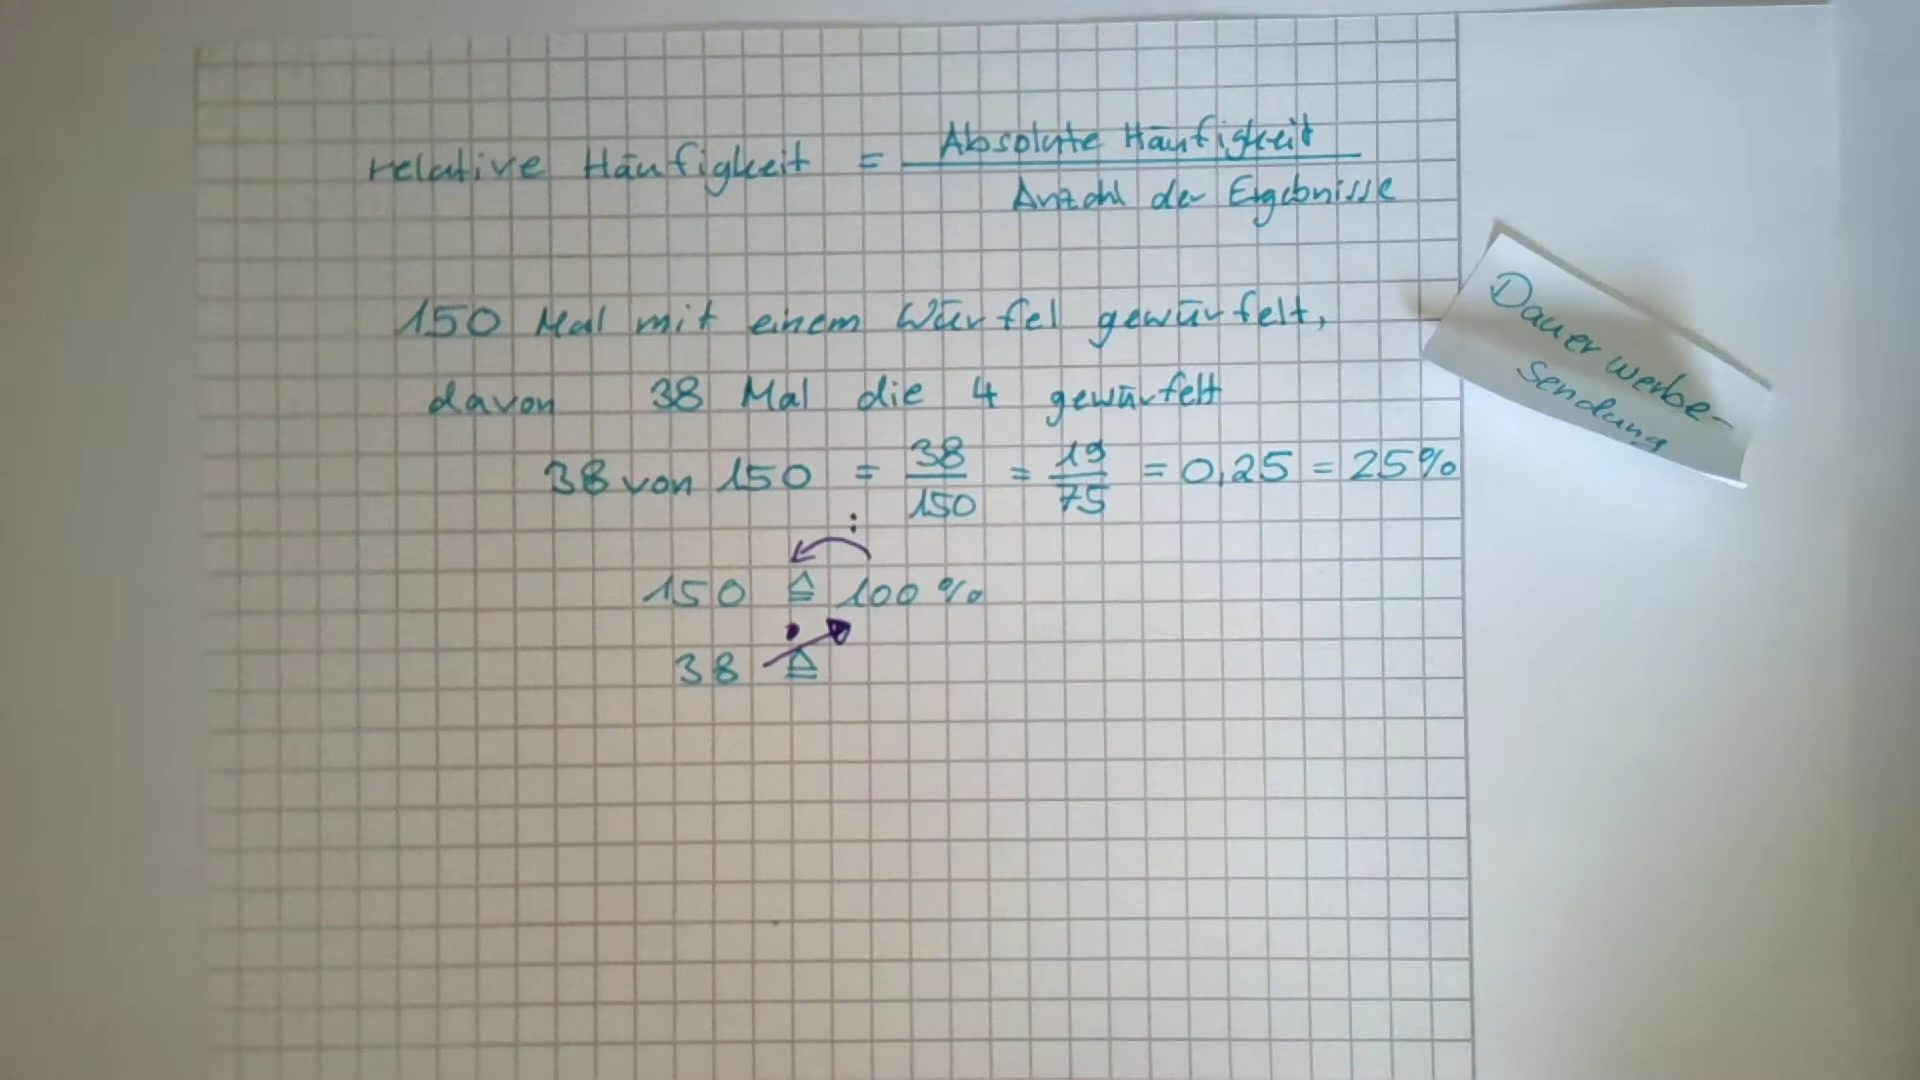 relative Häufigkeit = Absolute Häufigkeit / Anzahl der Ergebnisse
150 Mal mit einem Würfel gewürfelt,
davon 38 Mal die 4 gewürfelt
38 von 150 = 38/150 = 19/75 = 0,25 = 25%
:
150 ≙ 100%
·
38 ≙
Dauerwerbe-
sendung